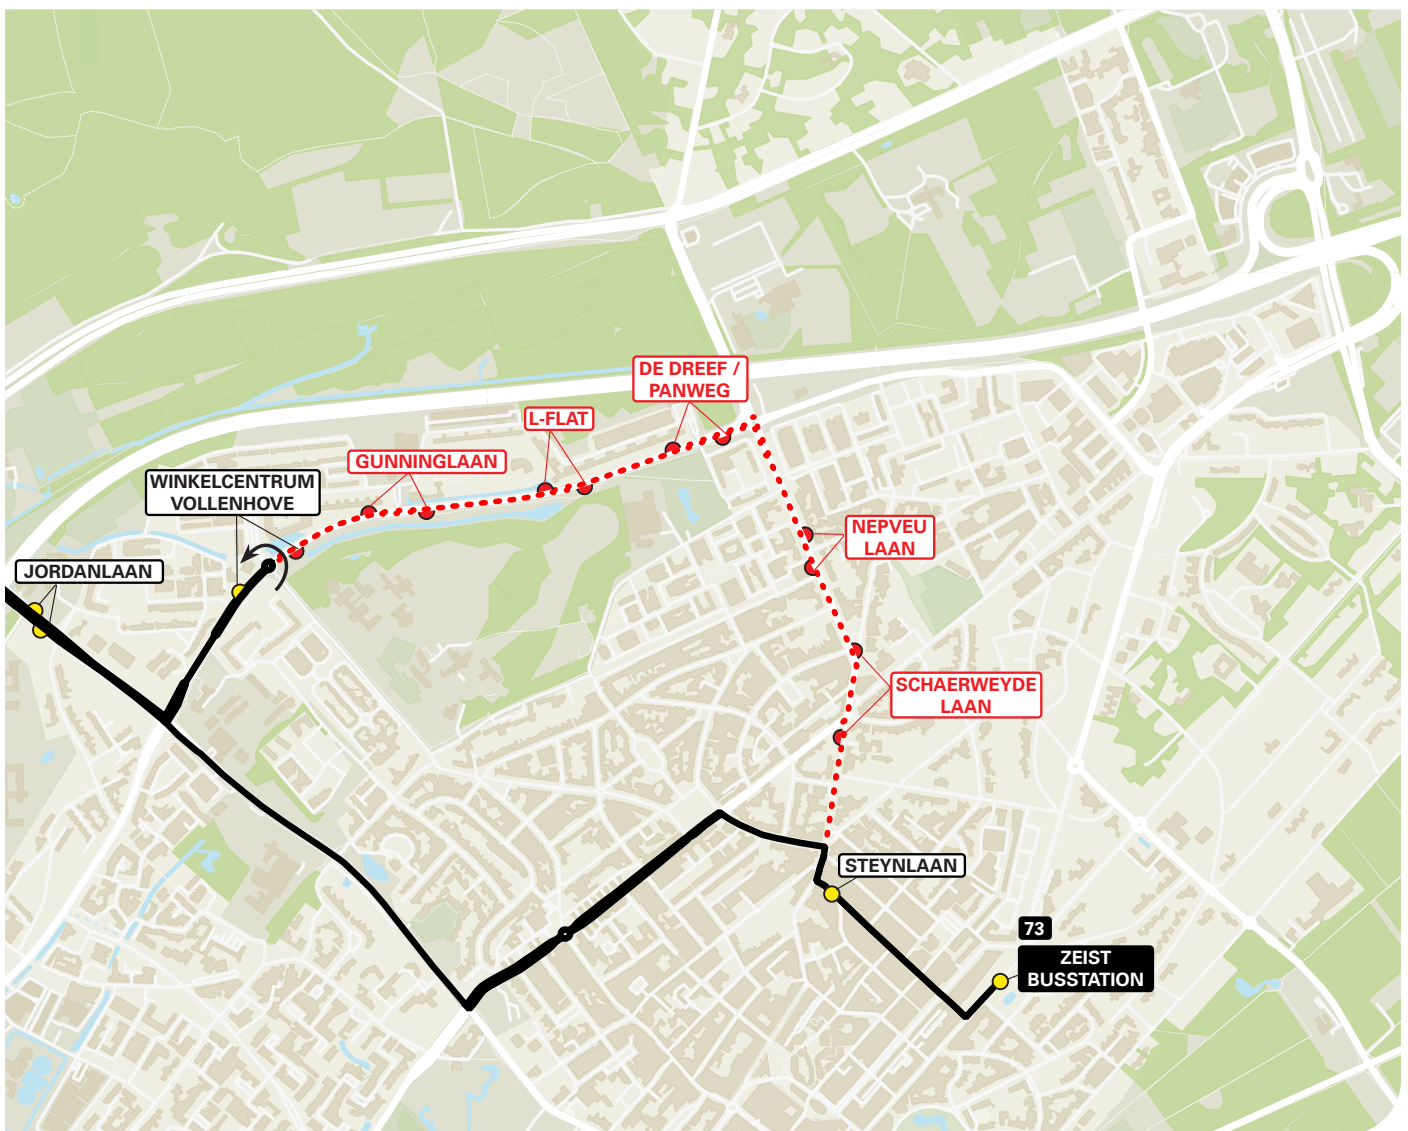 DE DREEF /
PANWEG
L-FLAT
GUNNINGLAAN
WINKELCENTRUM
VOLLENHOVE
JORDANLAAN
NEPVEU
LAAN
SCHAERWEYDE
LAAN
STEYNLAAN
73
ZEIST
BUSSTATION